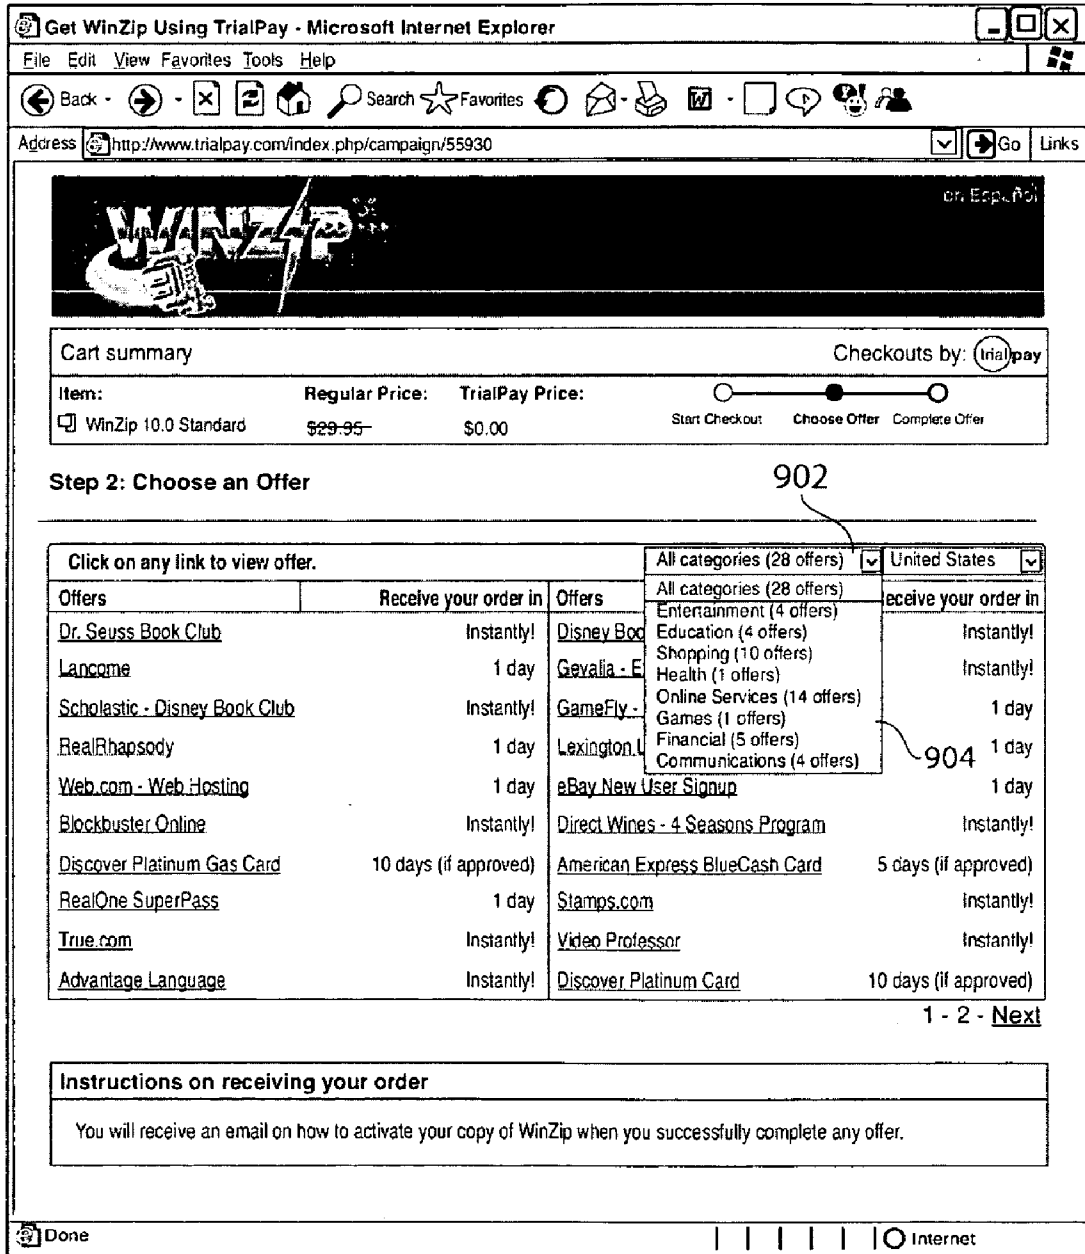 Get WinZip Using TrialPay - Microsoft Internet Explorer
File Edit View Favorites Tools Help
Back - - Search Favorites W -
Address http://www.trialpay.com/index.php/campaign/55930 Go Links
en Español
WINZIP
Cart summary Checkouts by: trialpay
Item: Regular Price: TrialPay Price:
WinZip 10.0 Standard $29.95 $0.00
Start Checkout Choose Offer Complete Offer
Step 2: Choose an Offer
902
Click on any link to view offer. All categories (28 offers) United States
Offers Receive your order in Offers eceive your order in
All categories (28 offers)
Entertainment (4 offers)
Education (4 offers)
Shopping (10 offers)
Health (1 offers)
Online Services (14 offers)
Games (1 offers)
Financial (5 offers)
Communications (4 offers)
904
Dr. Seuss Book Club Instantly! Disney Boo Instantly!
Lancome 1 day Gevalia - E Instantly!
Scholastic - Disney Book Club Instantly! GameFly - 1 day
RealRhapsody 1 day Lexington L 1 day
Web.com - Web Hosting 1 day eBay New User Signup 1 day
Blockbuster Online Instantly! Direct Wines - 4 Seasons Program Instantly!
Discover Platinum Gas Card 10 days (if approved) American Express BlueCash Card 5 days (if approved)
RealOne SuperPass 1 day Stamps.com Instantly!
True.com Instantly! Video Professor Instantly!
Advantage Language Instantly! Discover Platinum Card 10 days (if approved)
1 - 2 - Next
Instructions on receiving your order
You will receive an email on how to activate your copy of WinZip when you successfully complete any offer.
Done Internet